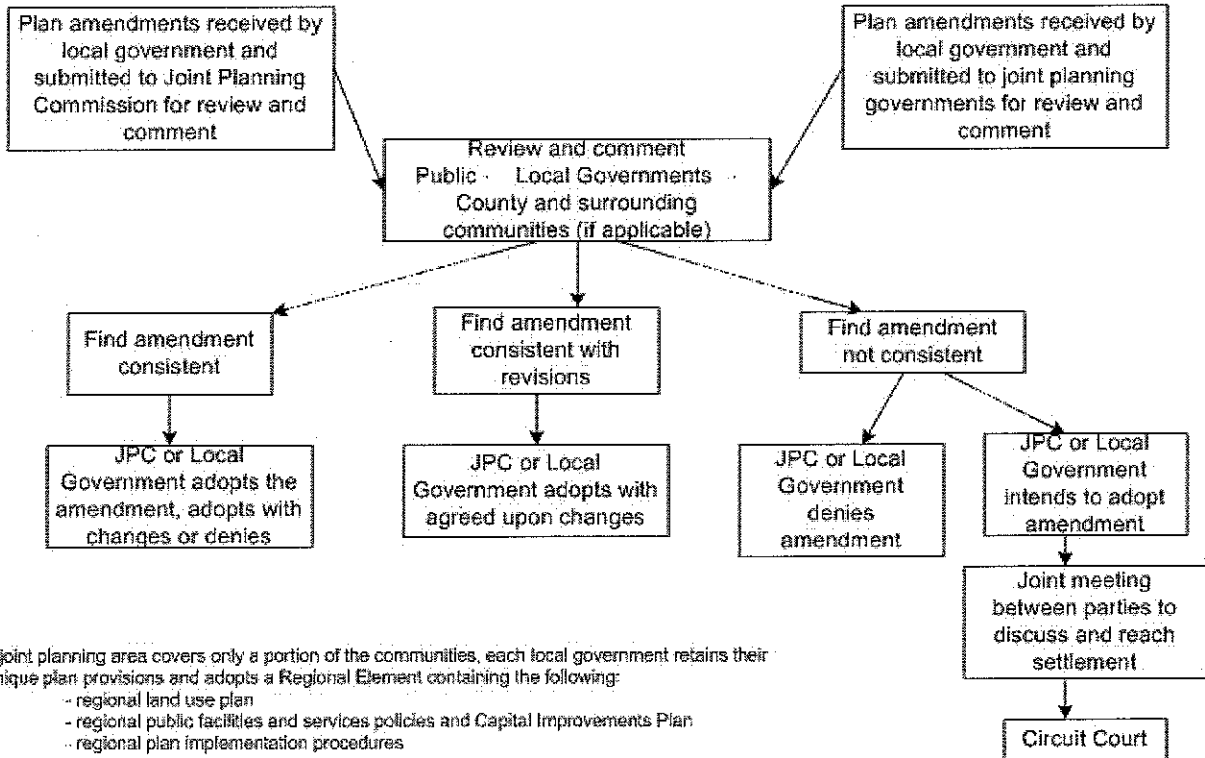 Plan amendments received by
local government and
submitted to Joint Planning
Commission for review and
comment
Plan amendments received by
local government and
submitted to joint planning
governments for review and
comment
Review and comment
Public - Local Governments -
County and surrounding
communities (if applicable)
Find amendment
consistent
Find amendment
consistent with
revisions
Find amendment
not consistent
JPC or Local
Government adopts the
amendment, adopts with
changes or denies
JPC or Local
Government adopts with
agreed upon changes
JPC or Local
Government
denies
amendment
JPC or Local
Government
intends to adopt
amendment
Joint meeting
between parties to
discuss and reach
settlement
Circuit Court
joint planning area covers only a portion of the communities, each local government retains their
nique plan provisions and adopts a Regional Element containing the following:
- regional land use plan
- regional public facilities and services policies and Capital Improvements Plan
- regional plan implementation procedures